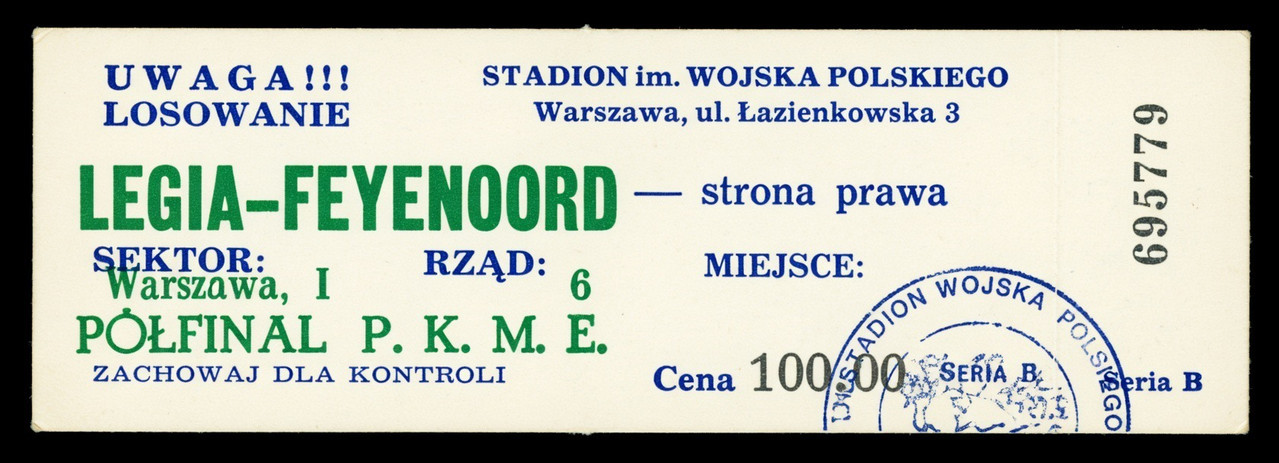 UWAGA!!!
LOSOWANIE
STADION im. WOJSKA POLSKIEGO
Warszawa, ul. Łazienkowska 3
LEGIA-FEYENOORD — strona prawa
SEKTOR: RZĄD: MIEJSCE:
Warszawa, I 6
PÓŁFINAL P. K. M. E.
ZACHOWAJ DLA KONTROLI
Cena 100.00
STADION WOJSKA POLSKIEGO
SERIA B
Seria B
695779